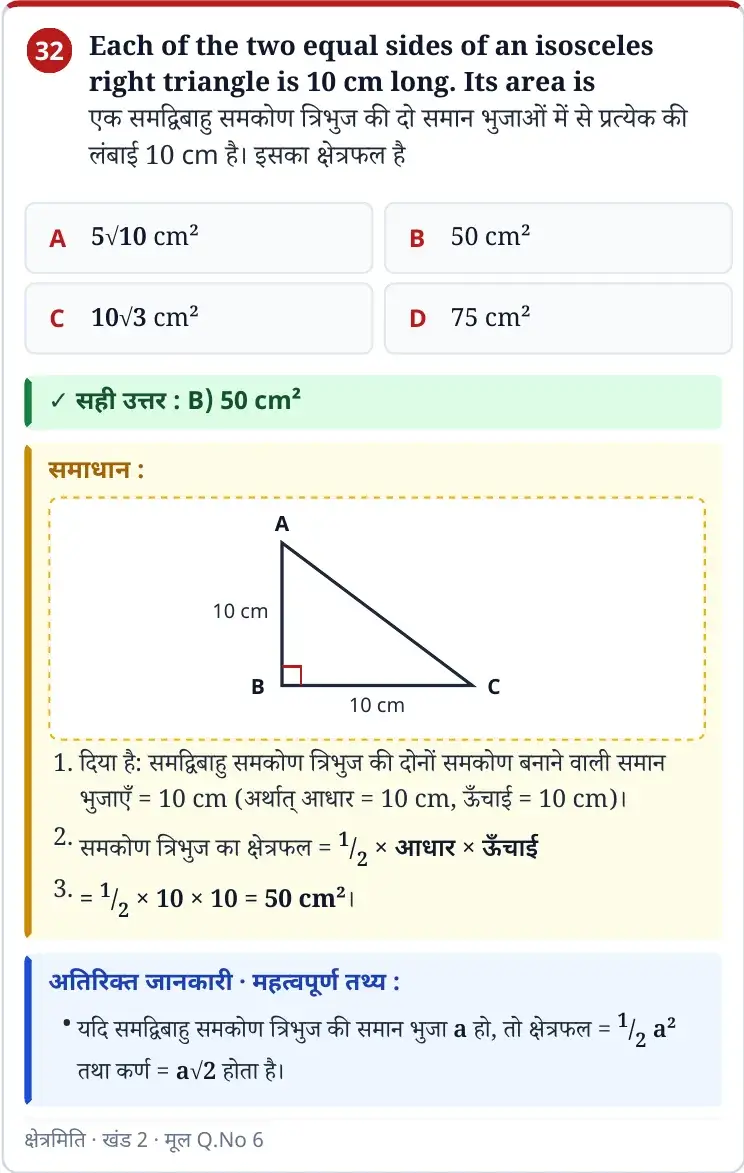 32
Each of the two equal sides of an isosceles
right triangle is 10 cm long. Its area is
एक समद्विबाहु समकोण त्रिभुज की दो समान भुजाओं में से प्रत्येक की
लंबाई 10 cm है। इसका क्षेत्रफल है
A 5√10 cm²
B 50 cm²
C 10√3 cm²
D 75 cm²
✓ सही उत्तर : B) 50 cm²
समाधान :
A
10 cm
B
C
10 cm
1. दिया है: समद्विबाहु समकोण त्रिभुज की दोनों समकोण बनाने वाली समान
भुजाएँ = 10 cm (अर्थात् आधार = 10 cm, ऊँचाई = 10 cm)।
2. समकोण त्रिभुज का क्षेत्रफल = ¹/₂ × आधार × ऊँचाई
3. = ¹/₂ × 10 × 10 = 50 cm²।
अतिरिक्त जानकारी · महत्वपूर्ण तथ्य :
• यदि समद्विबाहु समकोण त्रिभुज की समान भुजा a हो, तो क्षेत्रफल = ¹/₂ a²
तथा कर्ण = a√2 होता है।
क्षेत्रमिति · खंड 2 · मूल Q.No 6